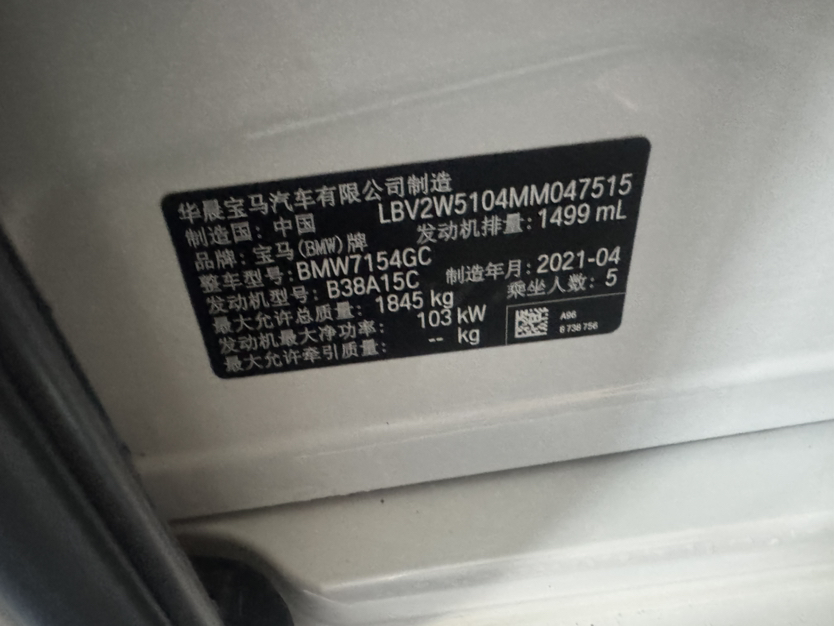 华晨宝马汽车有限公司制造
制造国: 中国 LBV2W5104MM047515
品牌: 宝马(BMW)牌 发动机排量: 1499 mL
整车型号: BMW7154GC
发动机型号: B38A15C 制造年月: 2021-04
最大允许总质量: 1845 kg 乘坐人数: 5
发动机最大净功率: 103 kW
最大允许牵引质量: -- kg
A96
8 738 756